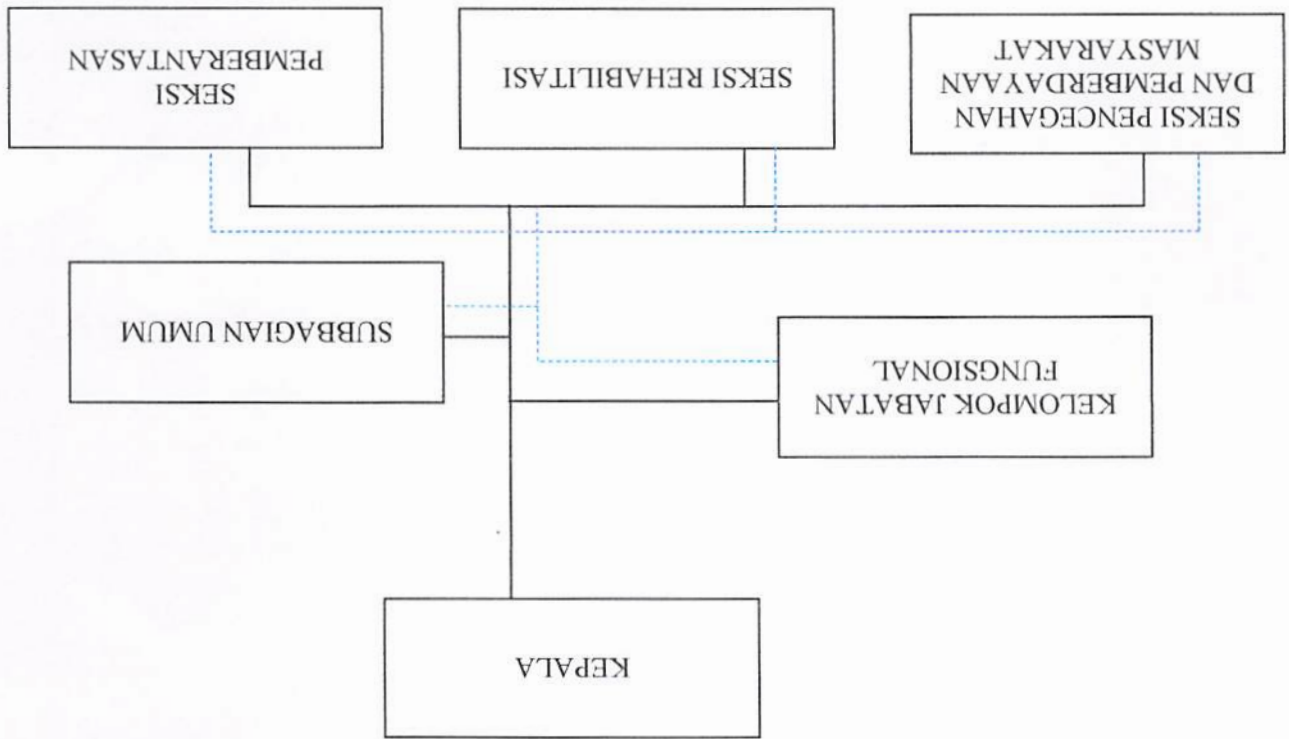 KEPALA
KELOMPOK JABATAN
FUNGSIONAL
SUBBAGIAN UMUM
SEKSI PENCEGAHAN
DAN PEMBERDAYAAN
MASYARAKAT
SEKSI REHABILITASI
SEKSI
PEMBERANTASAN